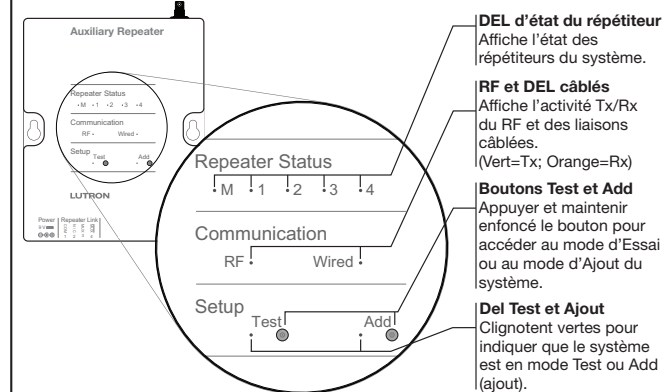 Auxiliary Repeater
Repeater Status
M 1 2 3 4
Communication
RF Wired
Setup
Test Add
LUTRON
Power Repeater Link
9 V
1 2 3 4
Repeater Status
M 1 2 3 4
Communication
RF Wired
Setup
Test Add
DEL d’état du répétiteur
Affiche l’état des
répétiteurs du système.
RF et DEL câblés
Affiche l’activité Tx/Rx
du RF et des liaisons
câblées.
(Vert=Tx; Orange=Rx)
Boutons Test et Add
Appuyer et maintenir
enfoncé le bouton pour
accéder au mode d’Essai
ou au mode d’Ajout du
système.
Del Test et Ajout
Clignotent vertes pour
indiquer que le système
est en mode Test ou Add
(ajout).